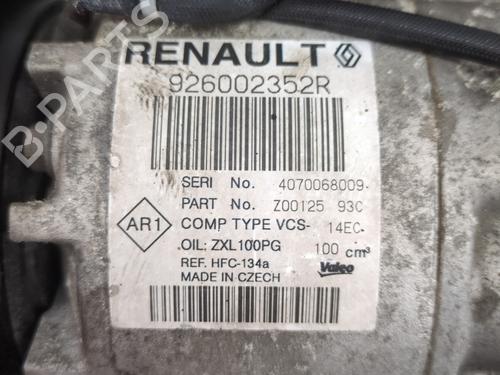 RENAULT
926002352R
SERI No. 4070068009
PART No. Z00125 93C
AR1
COMP TYPE VCS- 14EC
OIL: ZXL100PG 100 cm³
REF. HFC-134a
MADE IN CZECH
Valeo
B-PARTS